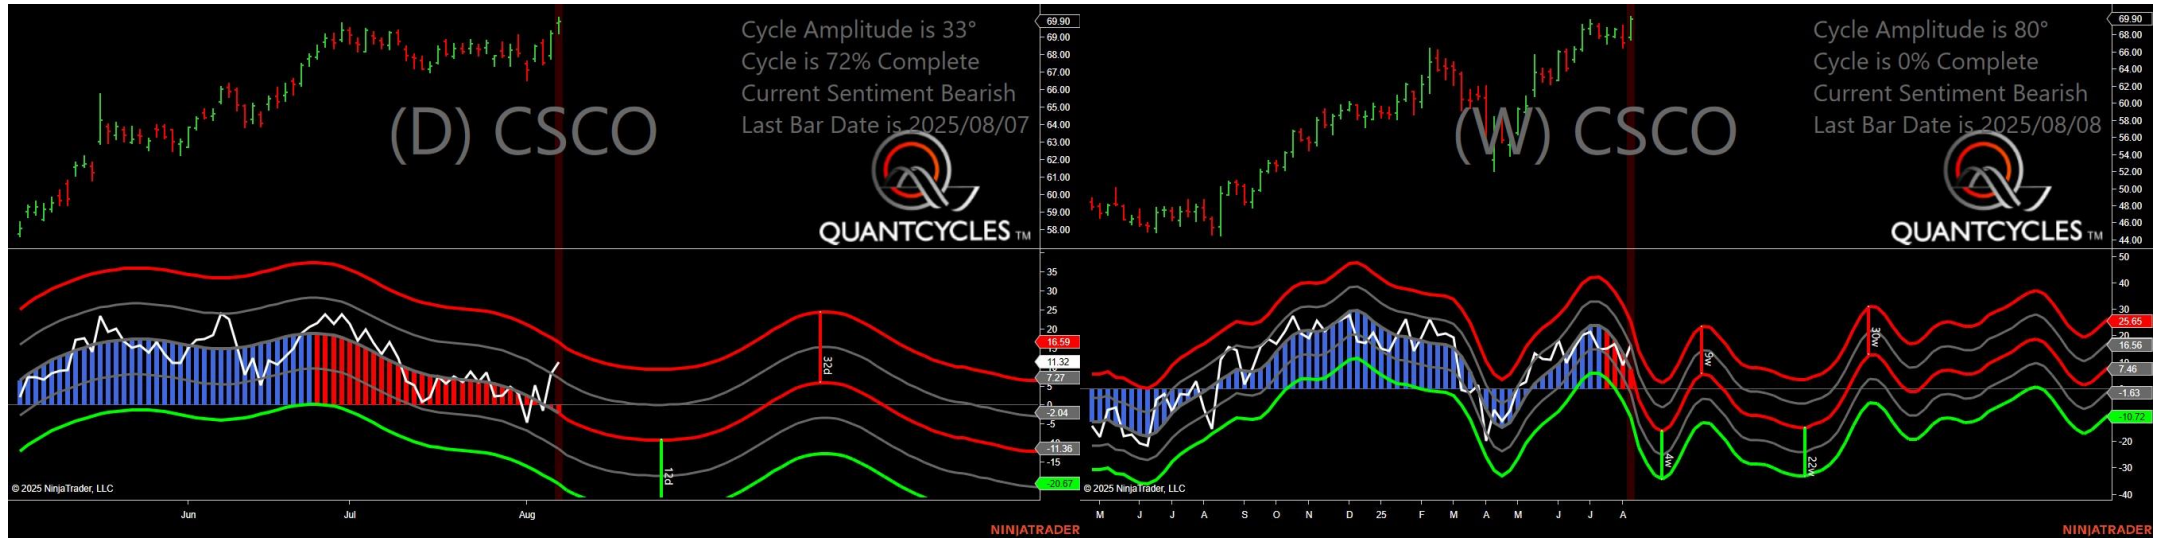 Cycle Amplitude is 33°
Cycle is 72% Complete
Current Sentiment Bearish
Last Bar Date is 2025/08/07
(D) CSCO
QUANTCYCLES TM
69.90
69.00
68.00
67.00
66.00
65.00
64.00
63.00
62.00
61.00
60.00
59.00
58.00
35
30
25
20
16.59
11.32
7.27
5
0
-2.04
-5
-11.36
-15
-20.67
32d
12d
© 2025 NinjaTrader, LLC
Jun
Jul
Aug
NINJATRADER
Cycle Amplitude is 80°
Cycle is 0% Complete
Current Sentiment Bearish
Last Bar Date is 2025/08/08
(W) CSCO
QUANTCYCLES TM
69.90
68.00
66.00
64.00
62.00
60.00
58.00
56.00
54.00
52.00
50.00
48.00
46.00
44.00
50
40
30
25.65
20
16.56
7.46
-1.63
-10.72
-20
-30
-40
9w
4w
30w
22w
© 2025 NinjaTrader, LLC
M
J
J
A
S
O
N
D
25
F
M
A
M
J
J
A
NINJATRADER